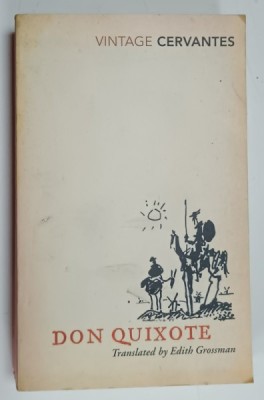 VINTAGE CERVANTES
DON QUIXOTE
Translated by Edith Grossman